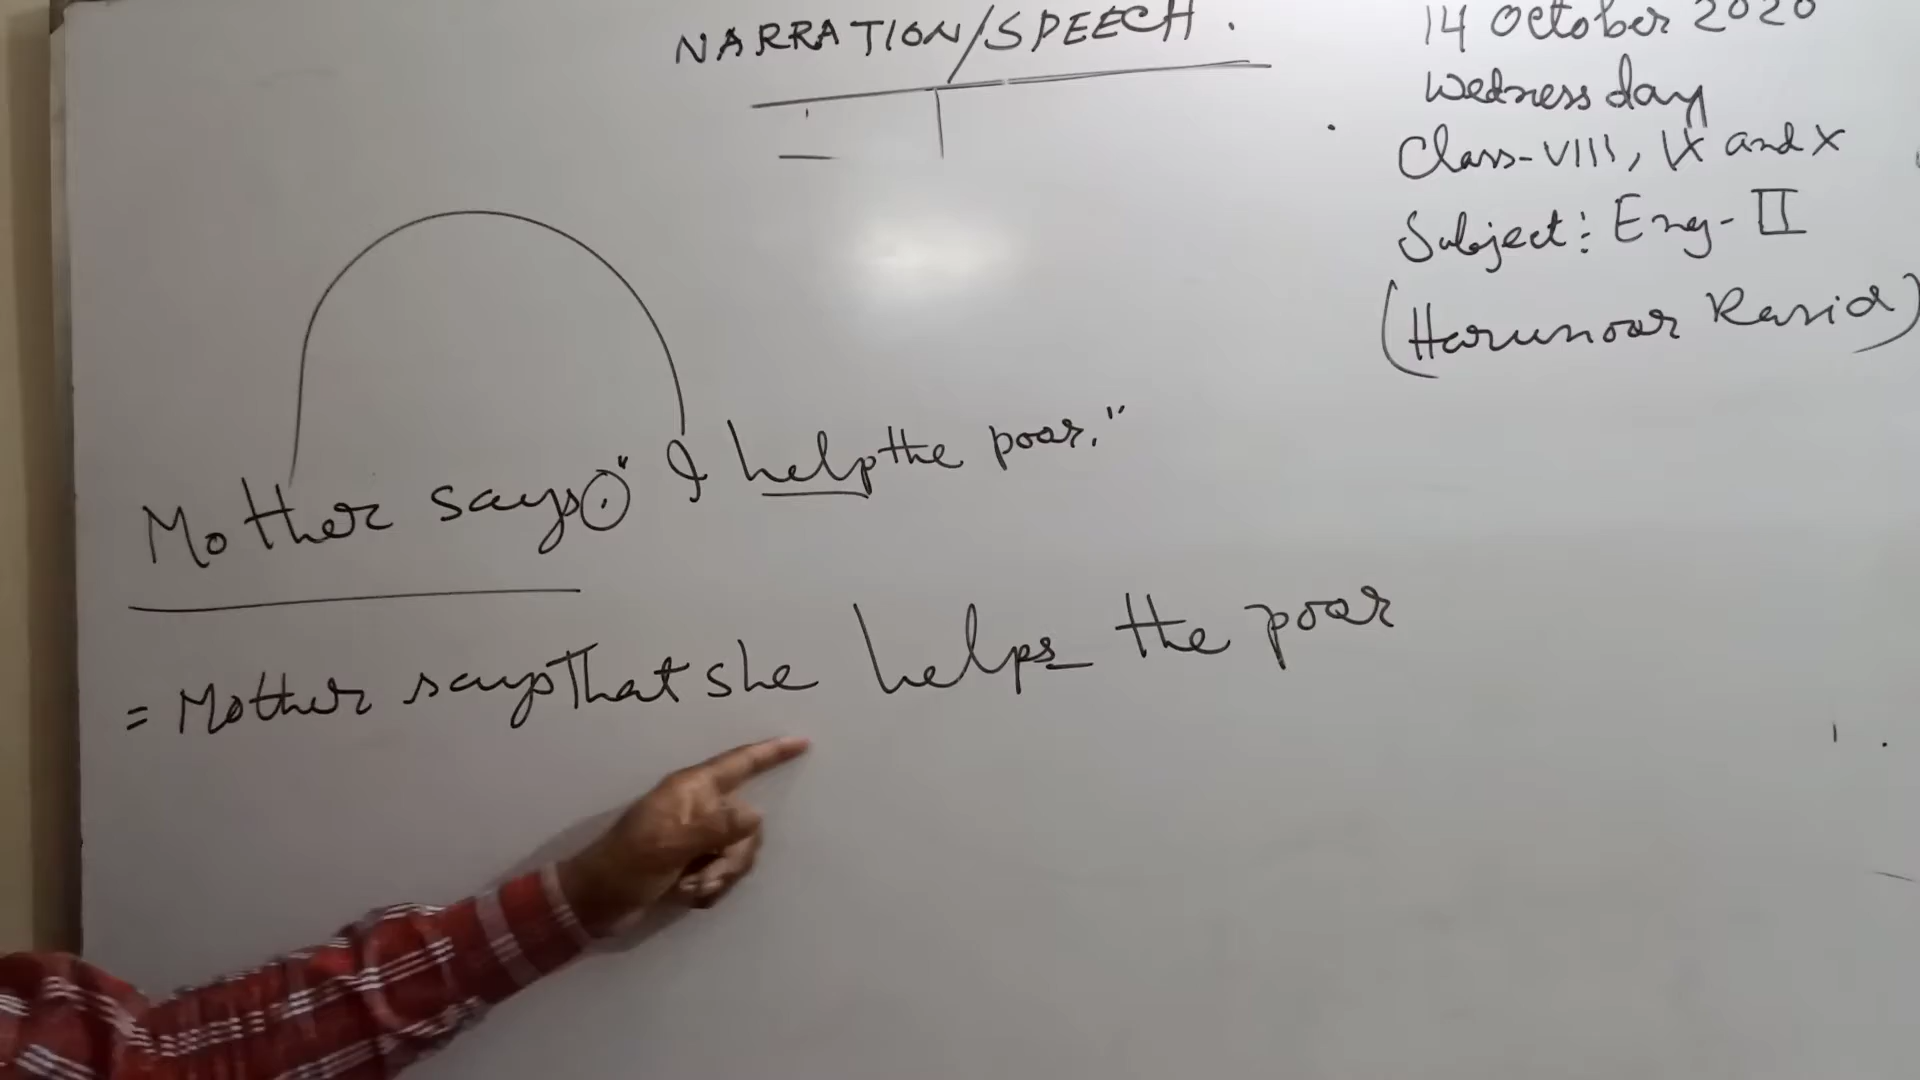 NARRATION/SPEECH.
14 October 2020
Wednessday
Class-VIII, IX and X
Subject: Eng-II
(Harunoar Rasid)
Mother says, "I help the poor."
= Mother says That she helps the poor